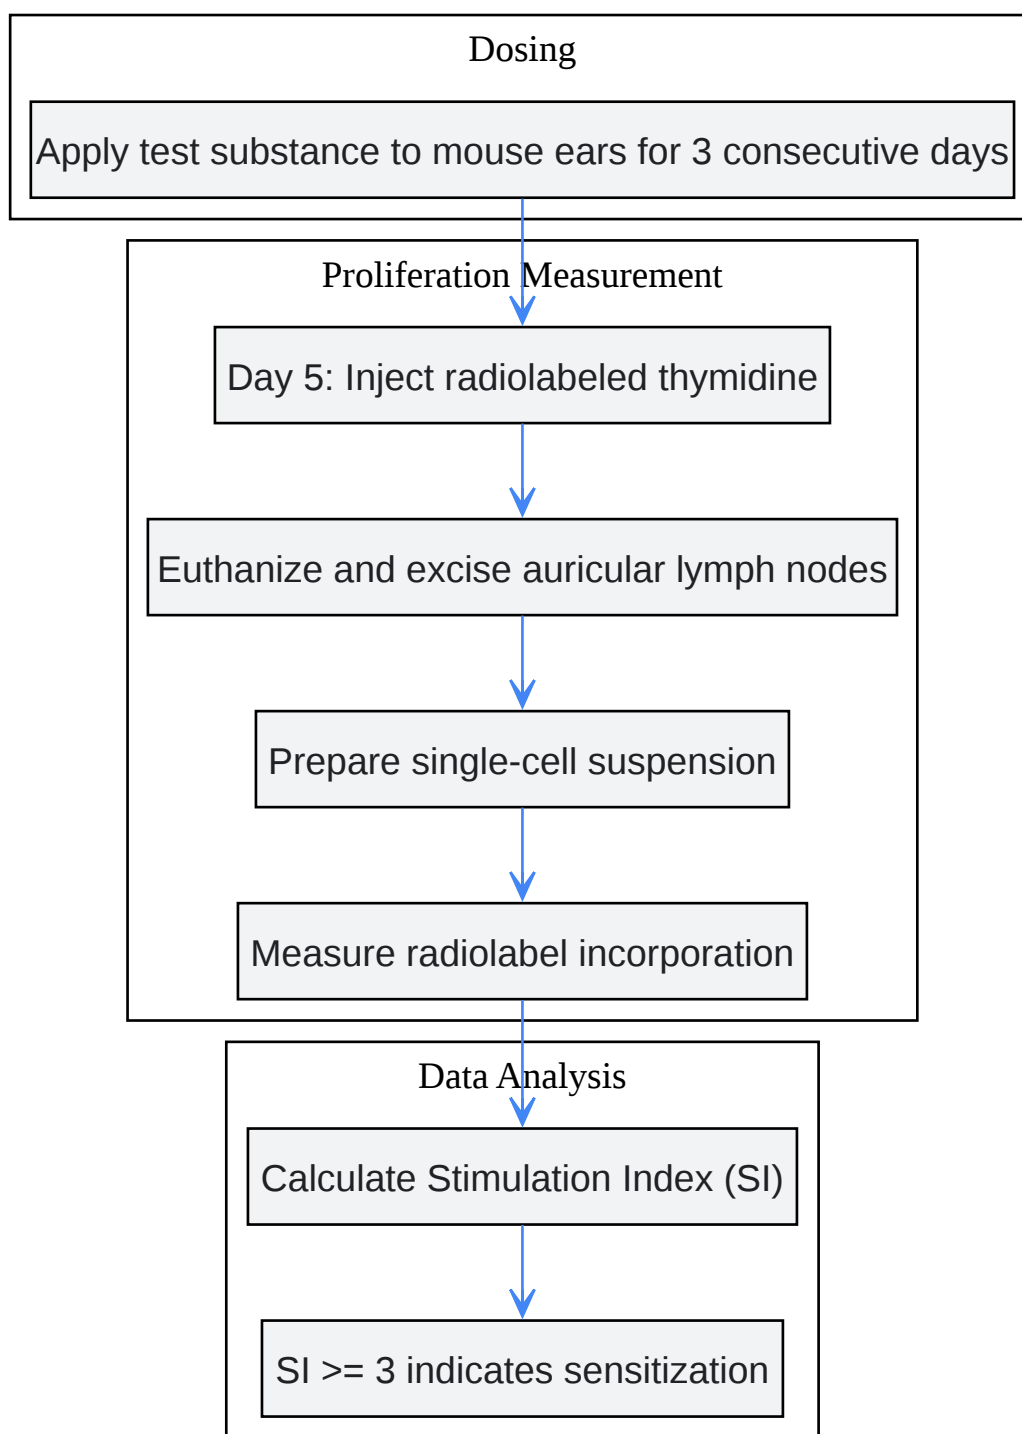 Dosing
Apply test substance to mouse ears for 3 consecutive days
Proliferation Measurement
Day 5: Inject radiolabeled thymidine
Euthanize and excise auricular lymph nodes
Prepare single-cell suspension
Measure radiolabel incorporation
Data Analysis
Calculate Stimulation Index (SI)
SI >= 3 indicates sensitization